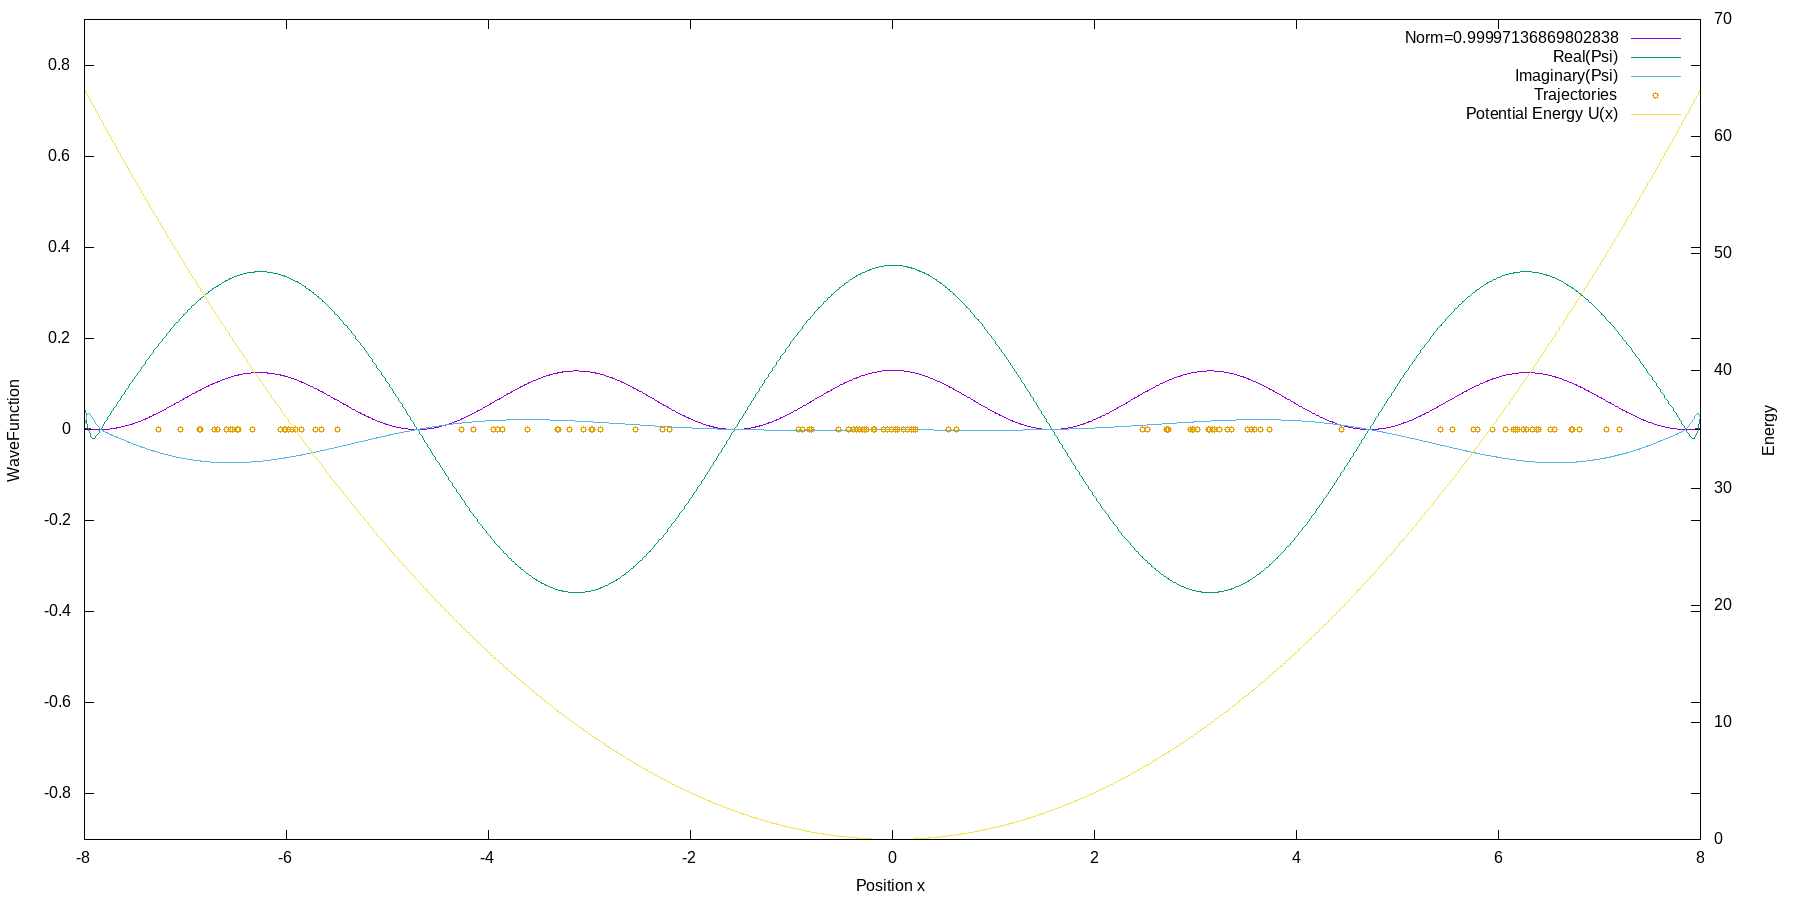 Norm=0.99997136869802838
Real(Psi)
Imaginary(Psi)
Trajectories
Potential Energy U(x)
WaveFunction
0.8
0.6
0.4
0.2
0
-0.2
-0.4
-0.6
-0.8
70
60
50
40
30
20
10
0
Energy
-8 -6 -4 -2 0 2 4 6 8
Position x